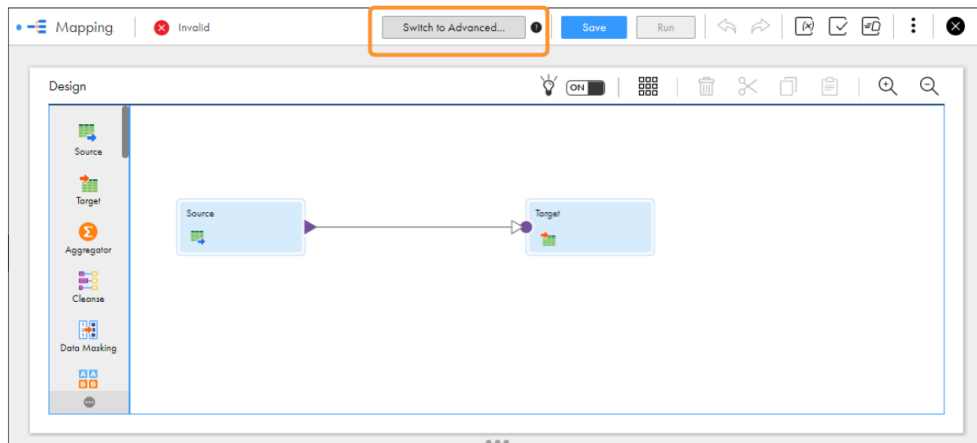 Mapping
Invalid
Switch to Advanced...
?
Save
Run
Design
ON
Source
Target
Aggregator
Cleanse
Data Masking
Source
Target